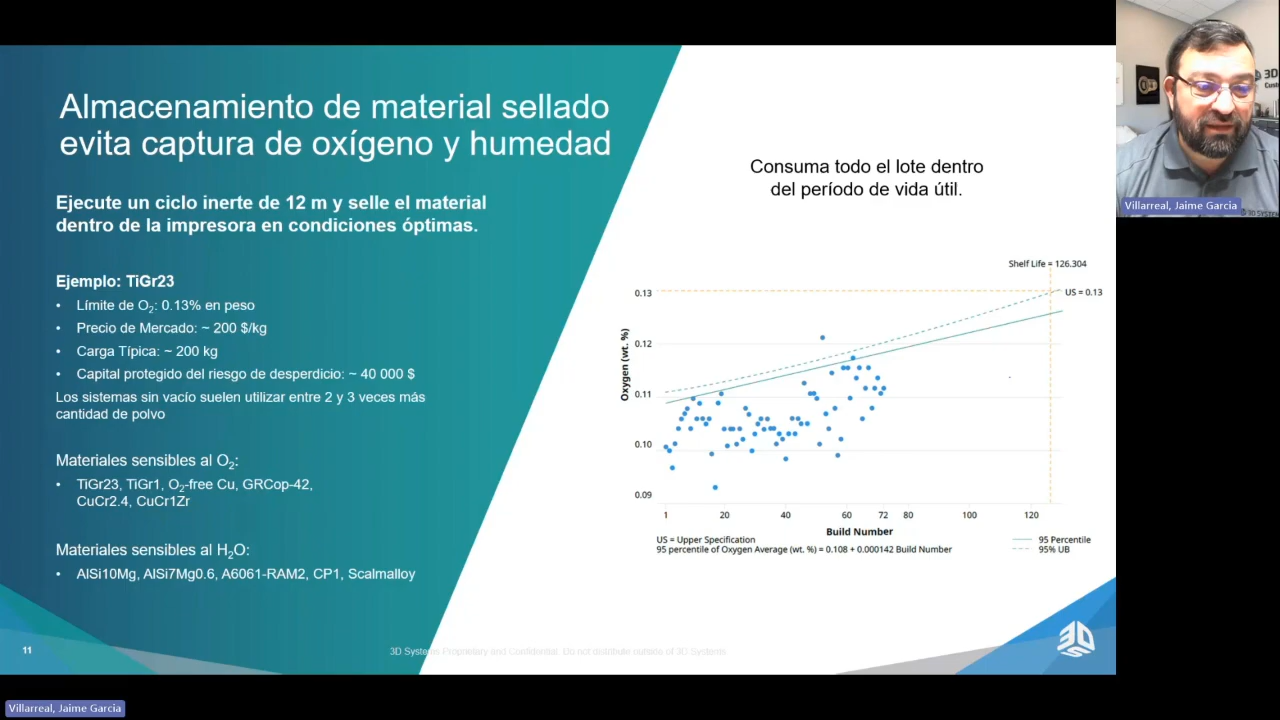 Almacenamiento de material sellado
evita captura de oxígeno y humedad
Ejecute un ciclo inerte de 12 m y selle el material
dentro de la impresora en condiciones óptimas.
Ejemplo: TiGr23
• Límite de O₂: 0.13% en peso
• Precio de Mercado: ~ 200 $/kg
• Carga Típica: ~ 200 kg
• Capital protegido del riesgo de desperdicio: ~ 40 000 $
Los sistemas sin vacío suelen utilizar entre 2 y 3 veces más
cantidad de polvo
Materiales sensibles al O₂:
• TiGr23, TiGr1, O₂-free Cu, GRCop-42,
CuCr2.4, CuCr1Zr
Materiales sensibles al H₂O:
• AlSi10Mg, AlSi7Mg0.6, A6061-RAM2, CP1, Scalmalloy
11
3D Systems Proprietary and Confidential. Do not distribute outside of 3D Systems
Consuma todo el lote dentro
del período de vida útil.
Shelf Life = 126.304
US = 0.13
0.13
0.12
0.11
0.10
0.09
Oxygen (wt. %)
1 20 40 60 72 80 100 120
Build Number
US = Upper Specification
95 percentile of Oxygen Average (wt. %) = 0.108 + 0.000142 Build Number
95 Percentile
95% UB
3D
Villarreal, Jaime Garcia
Villarreal, Jaime Garcia